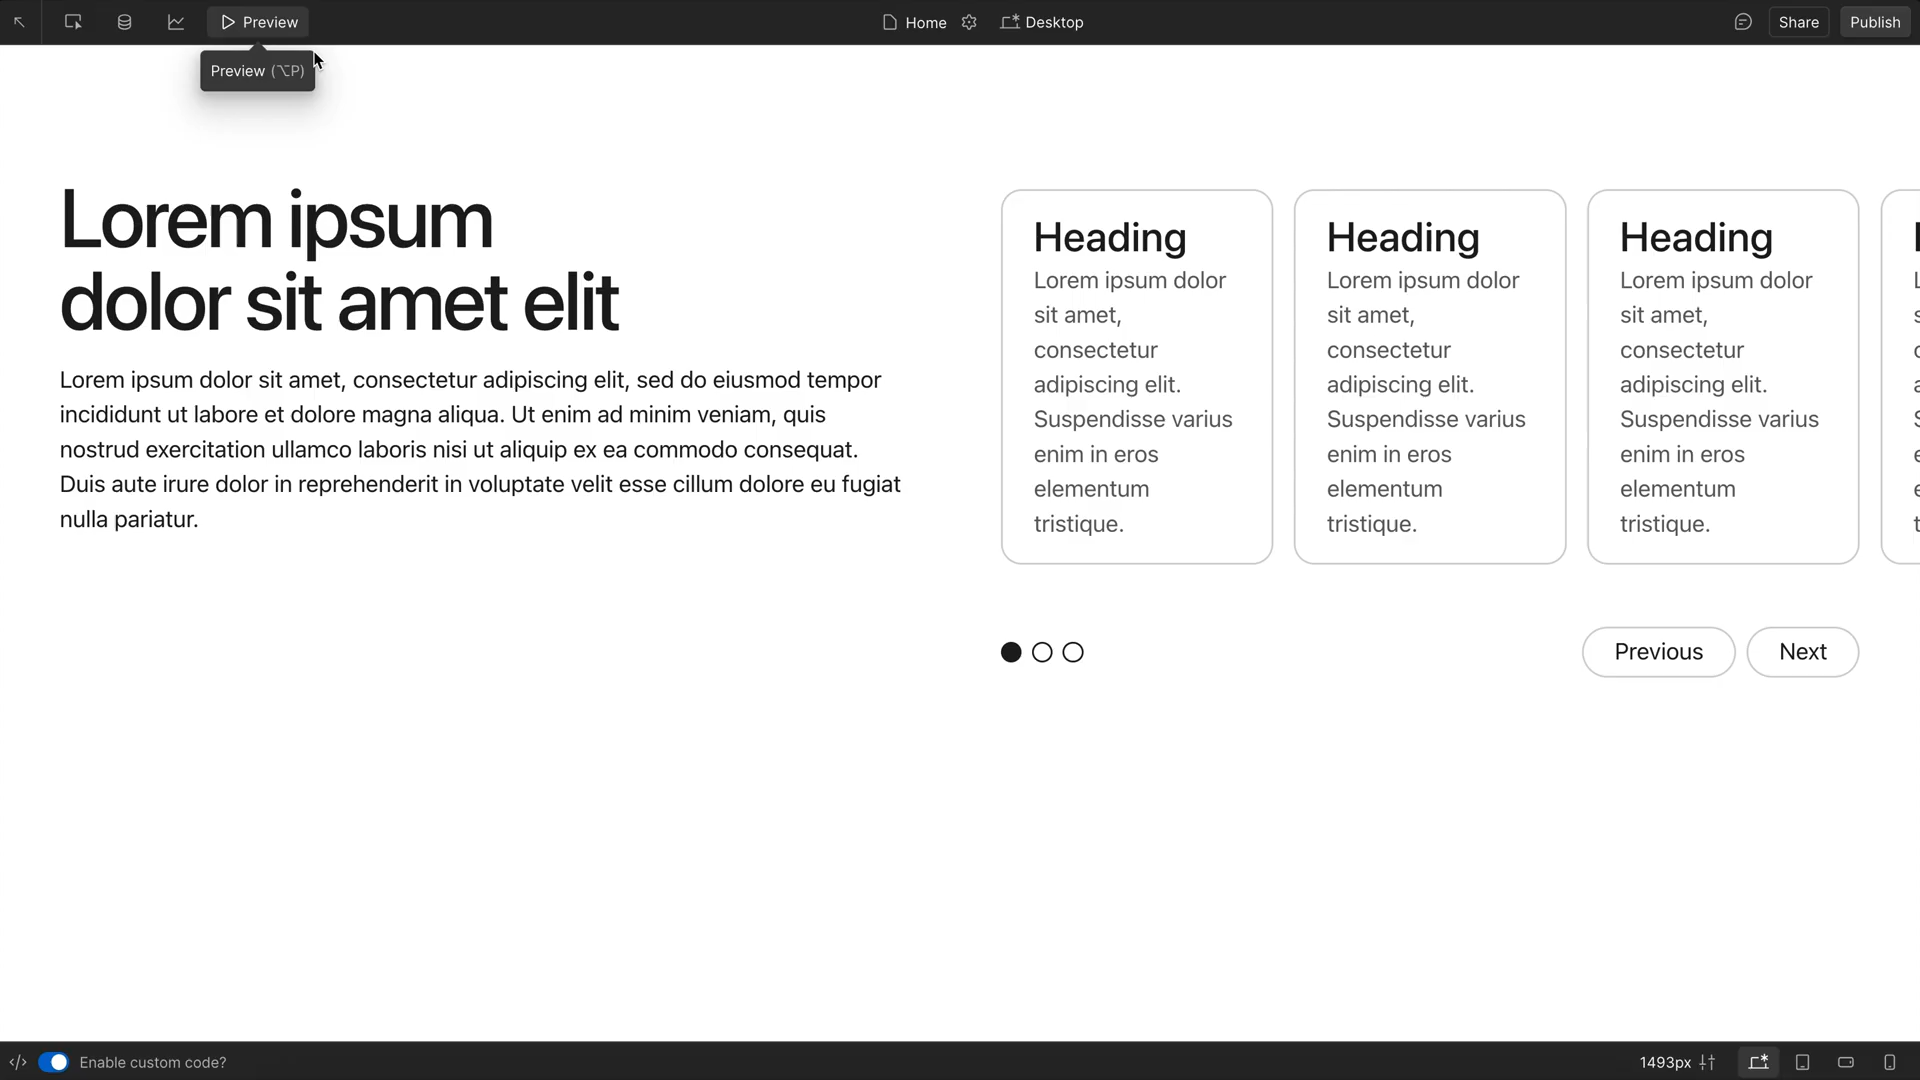 Preview
Home
Desktop
Share
Publish
Preview (⌥P)
Lorem ipsum
dolor sit amet elit
Lorem ipsum dolor sit amet, consectetur adipiscing elit, sed do eiusmod tempor
incididunt ut labore et dolore magna aliqua. Ut enim ad minim veniam, quis
nostrud exercitation ullamco laboris nisi ut aliquip ex ea commodo consequat.
Duis aute irure dolor in reprehenderit in voluptate velit esse cillum dolore eu fugiat
nulla pariatur.
Heading
Lorem ipsum dolor
sit amet,
consectetur
adipiscing elit.
Suspendisse varius
enim in eros
elementum
tristique.
Heading
Lorem ipsum dolor
sit amet,
consectetur
adipiscing elit.
Suspendisse varius
enim in eros
elementum
tristique.
Heading
Lorem ipsum dolor
sit amet,
consectetur
adipiscing elit.
Suspendisse varius
enim in eros
elementum
tristique.
Previous
Next
Enable custom code?
1493px